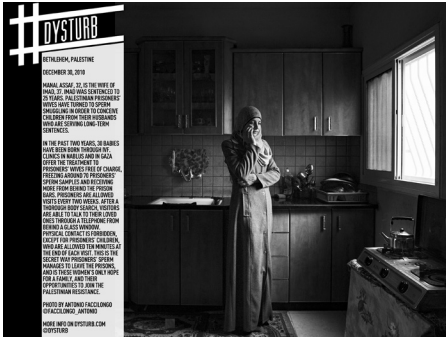 #DYSTURB
BETHLEHEM, PALESTINE
DECEMBER 30, 2018
MANAL ASSAF, 32, IS THE WIFE OF
IMAD, 37. IMAD WAS SENTENCED TO
25 YEARS. PALESTINIAN PRISONERS'
WIVES HAVE TURNED TO SPERM
SMUGGLING IN ORDER TO CONCEIVE
CHILDREN FROM THEIR HUSBANDS
WHO ARE SERVING LONG-TERM
SENTENCES.
IN THE PAST TWO YEARS, 30 BABIES
HAVE BEEN BORN THROUGH IVF.
CLINICS IN NABLUS AND IN GAZA
OFFER THE TREATMENT TO
PRISONERS' WIVES FREE OF CHARGE,
FREEZING AROUND 70 PRISONERS'
SPERM SAMPLES AND RECEIVING
MORE FROM BEHIND THE PRISON
BARS. PRISONERS ARE ALLOWED
VISITS EVERY TWO WEEKS. AFTER A
THOROUGH BODY SEARCH, VISITORS
ARE ABLE TO TALK TO THEIR LOVED
ONES THROUGH A TELEPHONE FROM
BEHIND A GLASS WINDOW.
PHYSICAL CONTACT IS FORBIDDEN,
EXCEPT FOR PRISONERS' CHILDREN,
WHO ARE ALLOWED TEN MINUTES AT
THE END OF EACH VISIT. THIS IS THE
SECRET WAY PRISONERS' SPERM
MANAGES TO LEAVE THE PRISONS,
AND IS THESE WOMEN'S ONLY HOPE
FOR A FAMILY, AND THEIR
OPPORTUNITIES TO JOIN THE
PALESTINIAN RESISTANCE.
PHOTO BY ANTONIO FACCILONGO
@FACCILONGO_ANTONIO
MORE INFO ON DYSTURB.COM
@DYSTURB